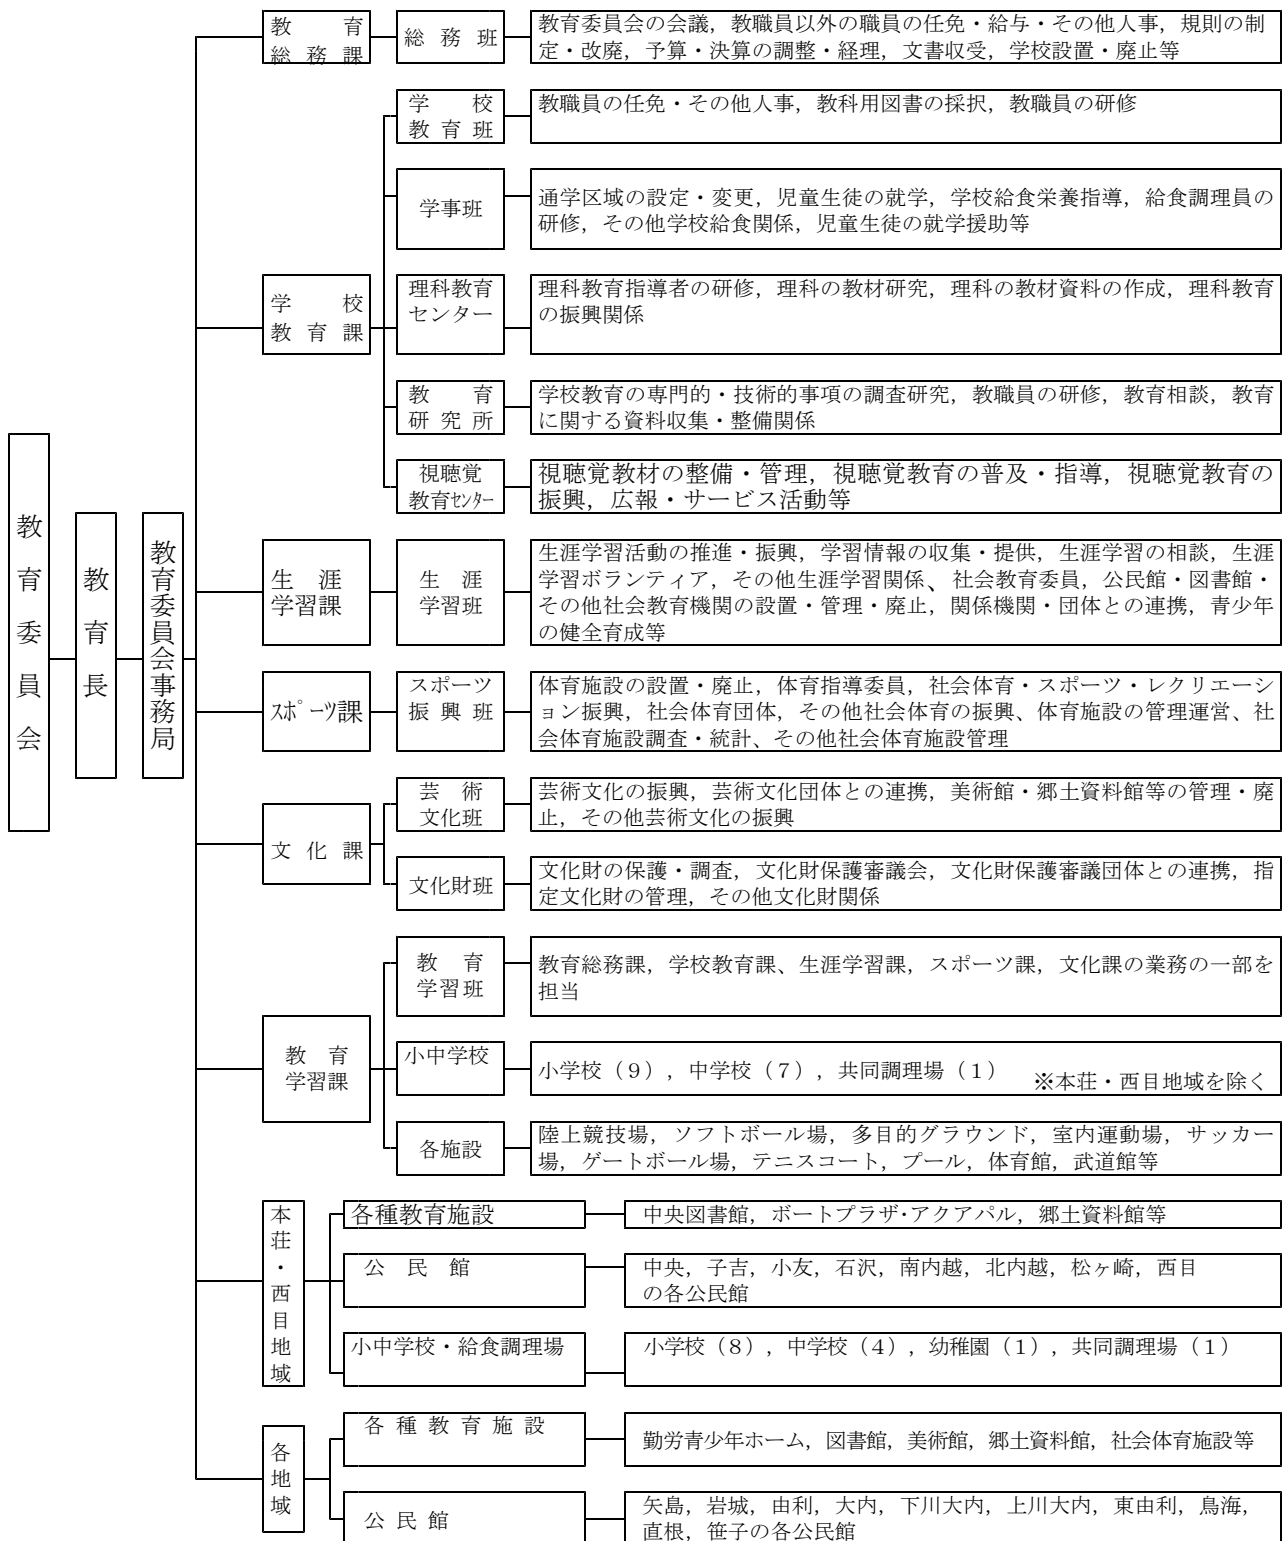 教育
総務課
総務班
教育委員会の会議，教職員以外の職員の任免・給与・その他人事，規則の制
定・改廃，予算・決算の調整・経理，文書収受，学校設置・廃止等
学校
教育班
教職員の任免・その他人事，教科用図書の採択，教職員の研修
学事班
通学区域の設定・変更，児童生徒の就学，学校給食栄養指導，給食調理員の
研修，その他学校給食関係，児童生徒の就学援助等
学校
教育課
理科教育
センター
理科教育指導者の研修，理科の教材研究，理科の教材資料の作成，理科教育
の振興関係
教育
研究所
学校教育の専門的・技術的事項の調査研究，教職員の研修，教育相談，教育
に関する資料収集・整備関係
視聴覚
教育ｾﾝﾀｰ
視聴覚教材の整備・管理，視聴覚教育の普及・指導，視聴覚教育の
振興，広報・サービス活動等
教育委員会
教育長
教育委員会事務局
生涯
学習課
生涯
学習班
生涯学習活動の推進・振興，学習情報の収集・提供，生涯学習の相談，生涯
学習ボランティア，その他生涯学習関係、社会教育委員，公民館・図書館・
その他社会教育機関の設置・管理・廃止，関係機関・団体との連携，青少年
の健全育成等
ｽﾎﾟｰﾂ課
スポーツ
振興班
体育施設の設置・廃止，体育指導委員，社会体育・スポーツ・レクリエーシ
ョン振興，社会体育団体，その他社会体育の振興、体育施設の管理運営、社
会体育施設調査・統計、その他社会体育施設管理
文化課
芸術
文化班
芸術文化の振興，芸術文化団体との連携，美術館・郷土資料館等の管理・廃
止，その他芸術文化の振興
文化財班
文化財の保護・調査，文化財保護審議会，文化財保護審議団体との連携，指
定文化財の管理，その他文化財関係
教育
学習課
教育
学習班
教育総務課，学校教育課、生涯学習課，スポーツ課，文化課の業務の一部を
担当
小中学校
小学校（９），中学校（７），共同調理場（１）　※本荘・西目地域を除く
各施設
陸上競技場，ソフトボール場，多目的グラウンド，室内運動場，サッカー
場，ゲートボール場，テニスコート，プール，体育館，武道館等
本荘・西目地域
各種教育施設
中央図書館，ボートプラザ･アクアパル，郷土資料館等
公民館
中央，子吉，小友，石沢，南内越，北内越，松ヶ崎，西目
の各公民館
小中学校・給食調理場
小学校（８），中学校（４），幼稚園（１），共同調理場（１）
各地域
各種教育施設
勤労青少年ホーム，図書館，美術館，郷土資料館，社会体育施設等
公民館
矢島，岩城，由利，大内，下川大内，上川大内，東由利，鳥海，
直根，笹子の各公民館